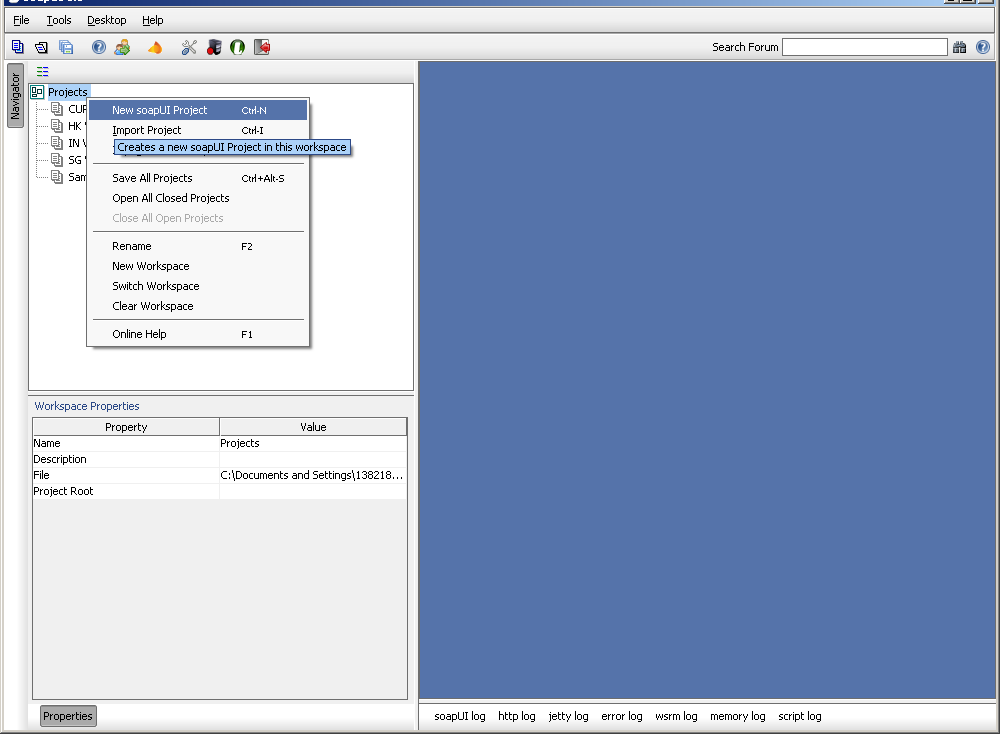 File Tools Desktop Help
Search Forum
Navigator
Projects
CUR
HK
IN V
SG
Sam
New soapUI Project Ctrl-N
Import Project Ctrl-I
Creates a new soapUI Project in this workspace
Save All Projects Ctrl+Alt-S
Open All Closed Projects
Close All Open Projects
Rename F2
New Workspace
Switch Workspace
Clear Workspace
Online Help F1
Workspace Properties
Property Value
Name Projects
Description
File C:\Documents and Settings\138218...
Project Root
Properties
soapUI log http log jetty log error log wsrm log memory log script log